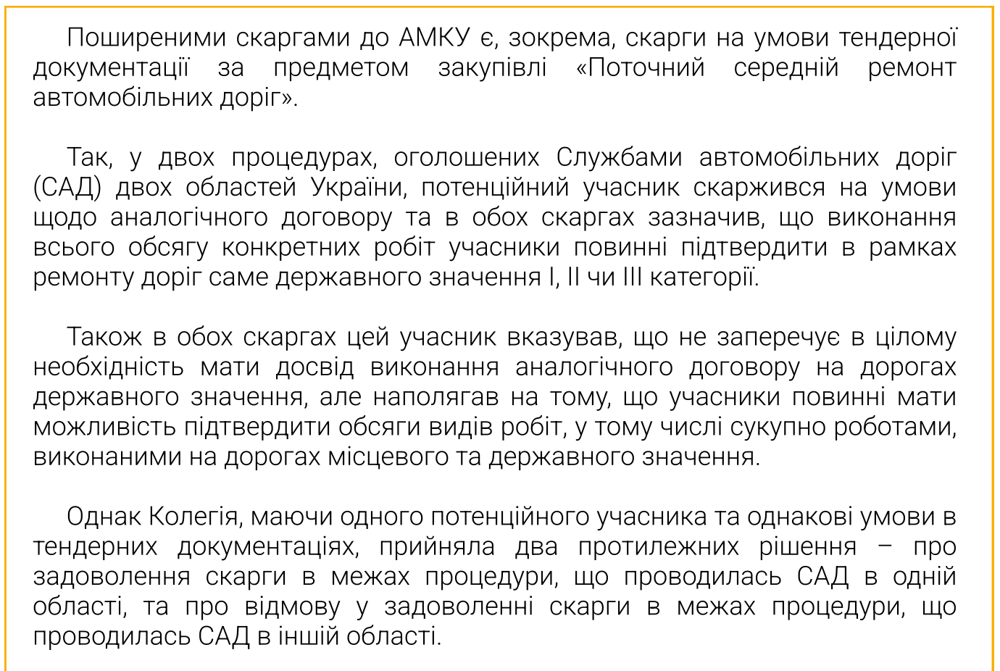 Поширеними скаргами до АМКУ є, зокрема, скарги на умови тендерної
документації за предметом закупівлі «Поточний середній ремонт
автомобільних доріг».
Так, у двох процедурах, оголошених Службами автомобільних доріг
(САД) двох областей України, потенційний учасник скаржився на умови
щодо аналогічного договору та в обох скаргах зазначив, що виконання
всього обсягу конкретних робіт учасники повинні підтвердити в рамках
ремонту доріг саме державного значення І, ІІ чи ІІІ категорії.
Також в обох скаргах цей учасник вказував, що не заперечує в цілому
необхідність мати досвід виконання аналогічного договору на дорогах
державного значення, але наполягав на тому, що учасники повинні мати
можливість підтвердити обсяги видів робіт, у тому числі сукупно роботами,
виконаними на дорогах місцевого та державного значення.
Однак Колегія, маючи одного потенційного учасника та однакові умови в
тендерних документаціях, прийняла два протилежних рішення – про
задоволення скарги в межах процедури, що проводилась САД в одній
області, та про відмову у задоволенні скарги в межах процедури, що
проводилась САД в іншій області.